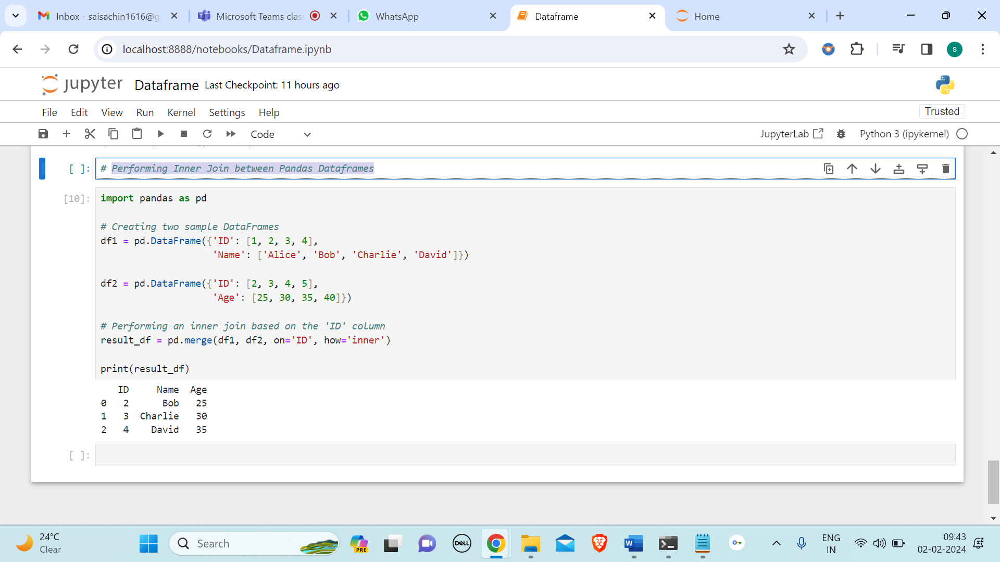 Inbox - saisachin1616@g
Microsoft Teams clas
WhatsApp
Dataframe
Home
localhost:8888/notebooks/Dataframe.ipynb
s
jupyter Dataframe Last Checkpoint: 11 hours ago
File Edit View Run Kernel Settings Help
Trusted
Code
JupyterLab
Python 3 (ipykernel)
[ ]: # Performing Inner Join between Pandas Dataframes
[10]: import pandas as pd
# Creating two sample DataFrames
df1 = pd.DataFrame({'ID': [1, 2, 3, 4],
'Name': ['Alice', 'Bob', 'Charlie', 'David']})
df2 = pd.DataFrame({'ID': [2, 3, 4, 5],
'Age': [25, 30, 35, 40]})
# Performing an inner join based on the 'ID' column
result_df = pd.merge(df1, df2, on='ID', how='inner')
print(result_df)
ID Name Age
0 2 Bob 25
1 3 Charlie 30
2 4 David 35
[ ]:
24°C
Clear
Search
PRE
DELL
W
ENG
IN
09:43
02-02-2024